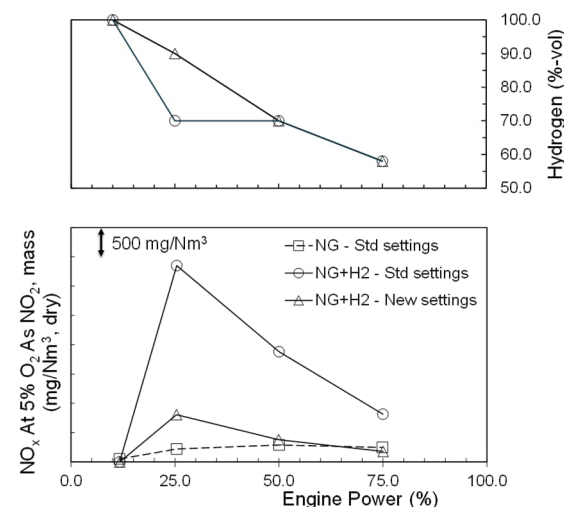 100.0
90.0
80.0
70.0
60.0
50.0
Hydrogen (%-vol)
500 mg/Nm³
NG - Std settings
NG+H2 - Std settings
NG+H2 - New settings
NOₓ At 5% O₂ As NO₂, mass
(mg/Nm³, dry)
0.0 25.0 50.0 75.0 100.0
Engine Power (%)